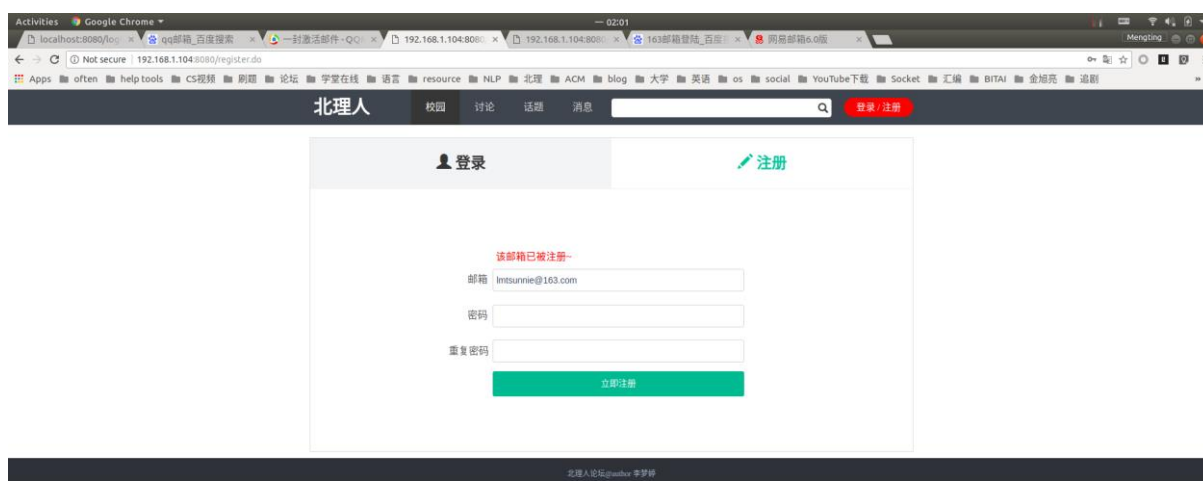 Activities Google Chrome 02:01 Mengting
localhost:8080/log qq邮箱_百度搜索 一封激活邮件 - QQ 192.168.1.104:8080 192.168.1.104:8080 163邮箱登陆_百度 网易邮箱6.0版
Not secure 192.168.1.104:8080/register.do
Apps often help tools CS视频 刷题 论坛 学堂在线 语言 resource NLP 北理 ACM blog 大学 英语 os social YouTube下载 Socket 汇编 BITAI 金旭亮 追剧 »
北理人 校园 讨论 话题 消息 登录 / 注册
登录 注册
该邮箱已被注册~
邮箱 lmtsunnie@163.com
密码
重复密码
立即注册
北理人论坛@author 李梦婷